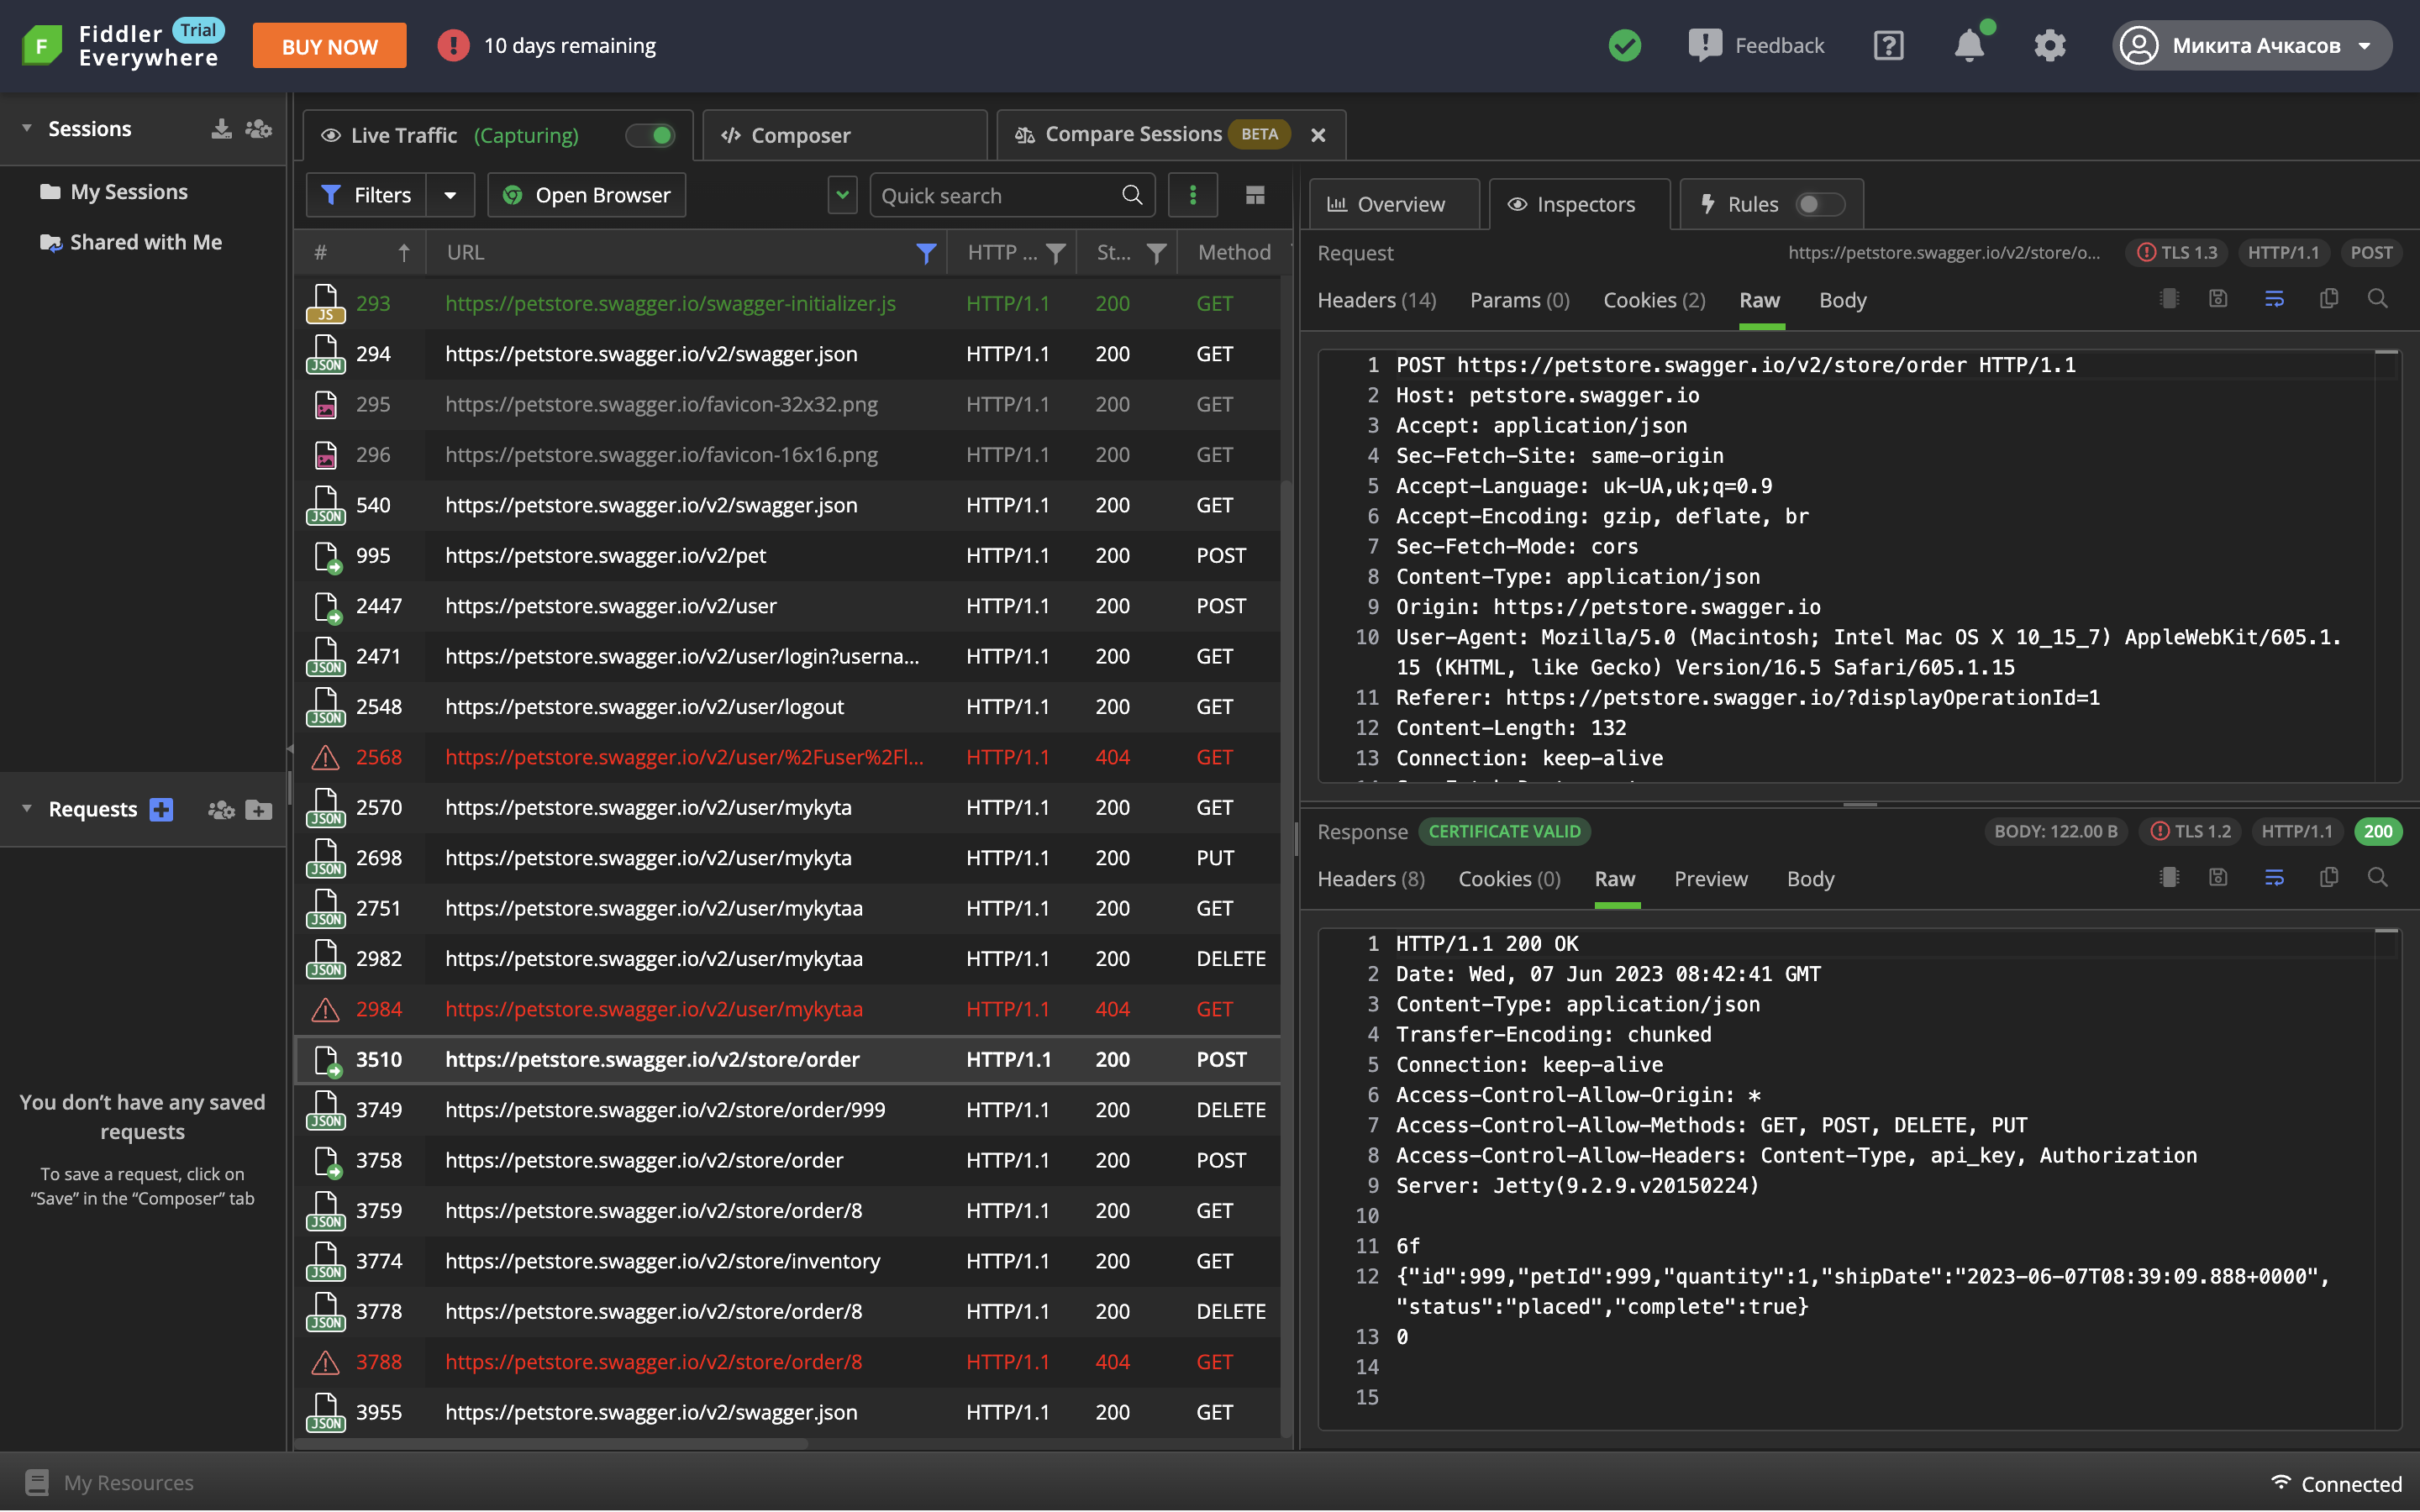 Fiddler Everywhere
Trial
BUY NOW
10 days remaining
Feedback
Микита Ачкасов
Sessions
My Sessions
Shared with Me
Requests
You don’t have any saved
requests
To save a request, click on
“Save” in the “Composer” tab
Live Traffic (Capturing)
Composer
Compare Sessions BETA
Filters
Open Browser
Quick search
# URL HTTP ... St... Method
JS 293 https://petstore.swagger.io/swagger-initializer.js HTTP/1.1 200 GET
JSON 294 https://petstore.swagger.io/v2/swagger.json HTTP/1.1 200 GET
295 https://petstore.swagger.io/favicon-32x32.png HTTP/1.1 200 GET
296 https://petstore.swagger.io/favicon-16x16.png HTTP/1.1 200 GET
JSON 540 https://petstore.swagger.io/v2/swagger.json HTTP/1.1 200 GET
995 https://petstore.swagger.io/v2/pet HTTP/1.1 200 POST
2447 https://petstore.swagger.io/v2/user HTTP/1.1 200 POST
JSON 2471 https://petstore.swagger.io/v2/user/login?userna... HTTP/1.1 200 GET
JSON 2548 https://petstore.swagger.io/v2/user/logout HTTP/1.1 200 GET
2568 https://petstore.swagger.io/v2/user/%2Fuser%2Fl... HTTP/1.1 404 GET
JSON 2570 https://petstore.swagger.io/v2/user/mykyta HTTP/1.1 200 GET
JSON 2698 https://petstore.swagger.io/v2/user/mykyta HTTP/1.1 200 PUT
JSON 2751 https://petstore.swagger.io/v2/user/mykytaa HTTP/1.1 200 GET
JSON 2982 https://petstore.swagger.io/v2/user/mykytaa HTTP/1.1 200 DELETE
2984 https://petstore.swagger.io/v2/user/mykytaa HTTP/1.1 404 GET
3510 https://petstore.swagger.io/v2/store/order HTTP/1.1 200 POST
JSON 3749 https://petstore.swagger.io/v2/store/order/999 HTTP/1.1 200 DELETE
3758 https://petstore.swagger.io/v2/store/order HTTP/1.1 200 POST
JSON 3759 https://petstore.swagger.io/v2/store/order/8 HTTP/1.1 200 GET
JSON 3774 https://petstore.swagger.io/v2/store/inventory HTTP/1.1 200 GET
JSON 3778 https://petstore.swagger.io/v2/store/order/8 HTTP/1.1 200 DELETE
3788 https://petstore.swagger.io/v2/store/order/8 HTTP/1.1 404 GET
JSON 3955 https://petstore.swagger.io/v2/swagger.json HTTP/1.1 200 GET
Overview
Inspectors
Rules
Request https://petstore.swagger.io/v2/store/o... TLS 1.3 HTTP/1.1 POST
Headers (14) Params (0) Cookies (2) Raw Body
1 POST https://petstore.swagger.io/v2/store/order HTTP/1.1
2 Host: petstore.swagger.io
3 Accept: application/json
4 Sec-Fetch-Site: same-origin
5 Accept-Language: uk-UA,uk;q=0.9
6 Accept-Encoding: gzip, deflate, br
7 Sec-Fetch-Mode: cors
8 Content-Type: application/json
9 Origin: https://petstore.swagger.io
10 User-Agent: Mozilla/5.0 (Macintosh; Intel Mac OS X 10_15_7) AppleWebKit/605.1.
15 (KHTML, like Gecko) Version/16.5 Safari/605.1.15
11 Referer: https://petstore.swagger.io/?displayOperationId=1
12 Content-Length: 132
13 Connection: keep-alive
Response CERTIFICATE VALID BODY: 122.00 B TLS 1.2 HTTP/1.1 200
Headers (8) Cookies (0) Raw Preview Body
1 HTTP/1.1 200 OK
2 Date: Wed, 07 Jun 2023 08:42:41 GMT
3 Content-Type: application/json
4 Transfer-Encoding: chunked
5 Connection: keep-alive
6 Access-Control-Allow-Origin: *
7 Access-Control-Allow-Methods: GET, POST, DELETE, PUT
8 Access-Control-Allow-Headers: Content-Type, api_key, Authorization
9 Server: Jetty(9.2.9.v20150224)
10
11 6f
12 {"id":999,"petId":999,"quantity":1,"shipDate":"2023-06-07T08:39:09.888+0000",
"status":"placed","complete":true}
13 0
14
15
My Resources
Connected